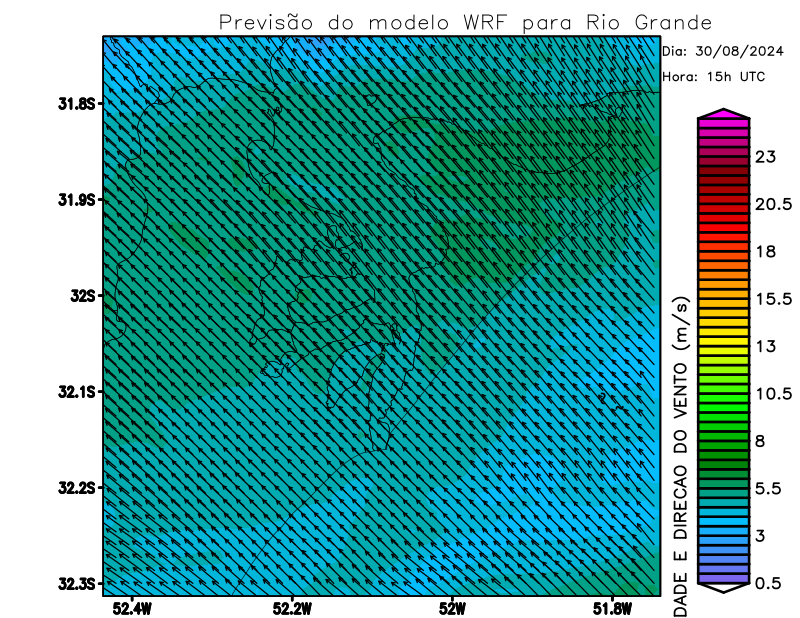 Previsão do modelo WRF para Rio Grande
Dia: 30/08/2024
Hora: 15h UTC
31.8S
31.9S
32S
32.1S
32.2S
32.3S
52.4W
52.2W
52W
51.8W
23
20.5
18
15.5
13
10.5
8
5.5
3
0.5
DADE E DIRECAO DO VENTO (m/s)